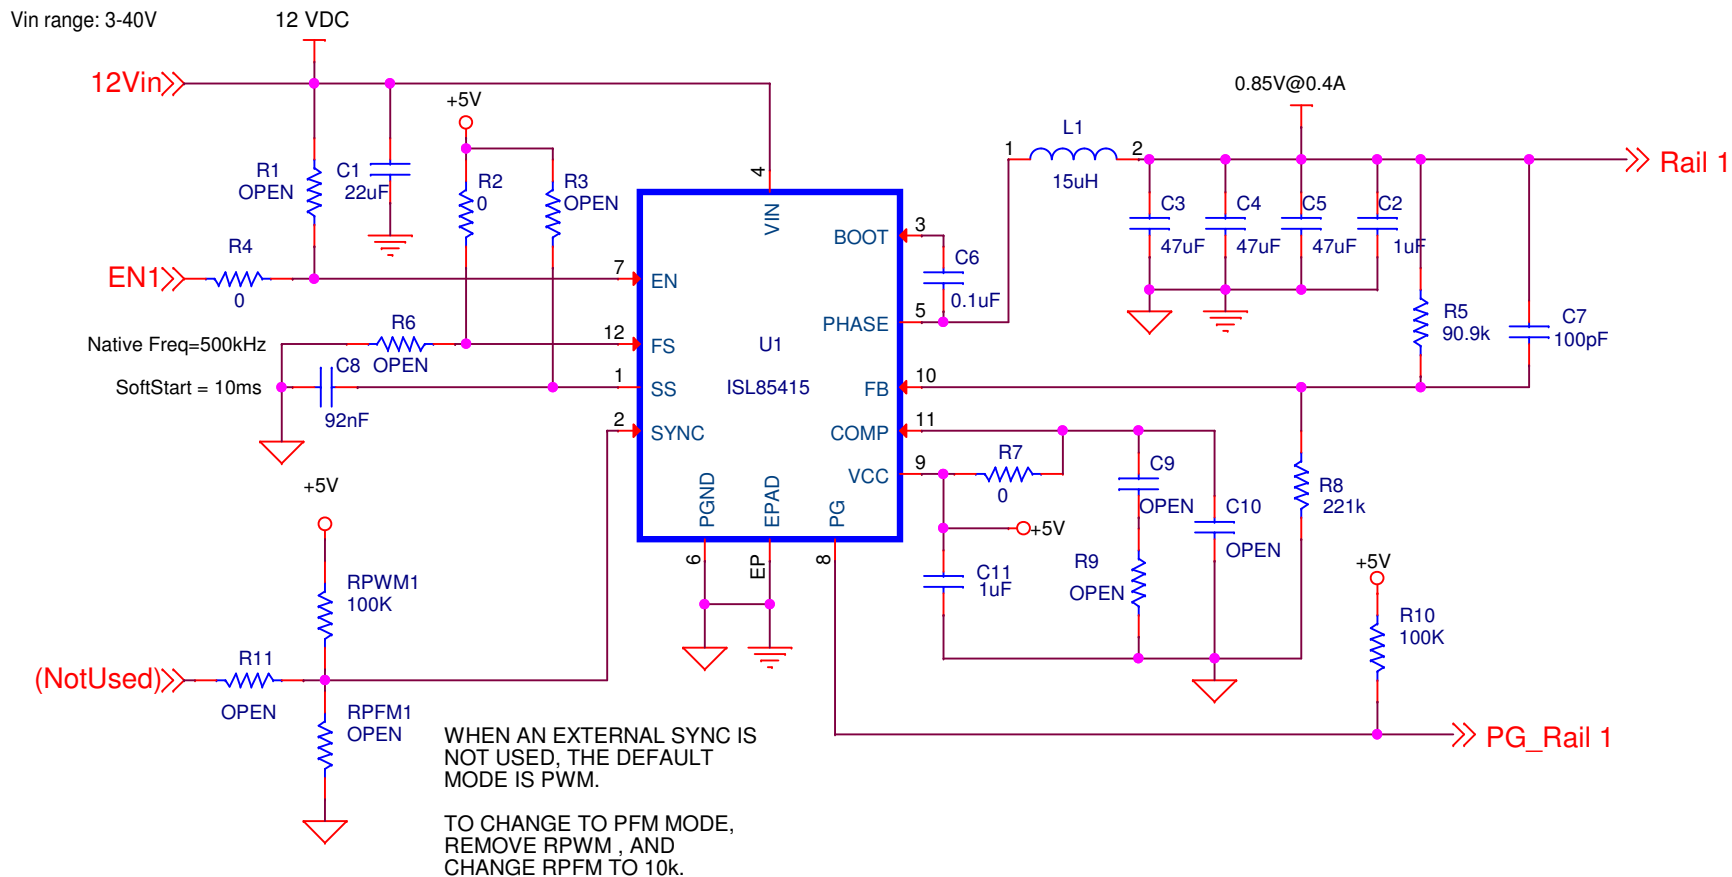 Vin range: 3-40V
12 VDC
12Vin
+5V
0.85V@0.4A
Rail 1
R1
OPEN
C1
22uF
R2
0
R3
OPEN
R4
0
EN1
Native Freq=500kHz
R6
OPEN
C8
92nF
SoftStart = 10ms
4
VIN
7
EN
12
FS
1
SS
2
SYNC
U1
ISL85415
BOOT
3
PHASE
5
FB
10
COMP
11
VCC
9
PGND
EPAD
PG
6
EP
8
C6
0.1uF
1
L1
2
15uH
C3
47uF
C4
47uF
C5
47uF
C2
1uF
R5
90.9k
C7
100pF
R7
0
+5V
C9
OPEN
C10
OPEN
R8
221k
C11
1uF
R9
OPEN
+5V
R10
100K
PG_Rail 1
+5V
RPWM1
100K
(NotUsed)
R11
OPEN
RPFM1
OPEN
WHEN AN EXTERNAL SYNC IS
NOT USED, THE DEFAULT
MODE IS PWM.
TO CHANGE TO PFM MODE,
REMOVE RPWM , AND
CHANGE RPFM TO 10k.